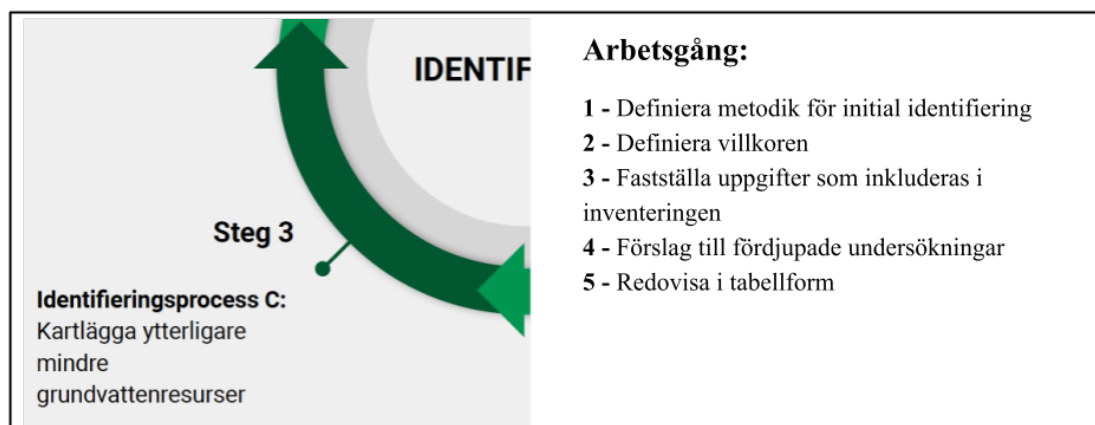 IDENTIF
Steg 3
Identifieringsprocess C:
Kartlägga ytterligare
mindre
grundvattenresurser
Arbetsgång:
1 - Definiera metodik för initial identifiering
2 - Definiera villkoren
3 - Fastställa uppgifter som inkluderas i
inventeringen
4 - Förslag till fördjupade undersökningar
5 - Redovisa i tabellform